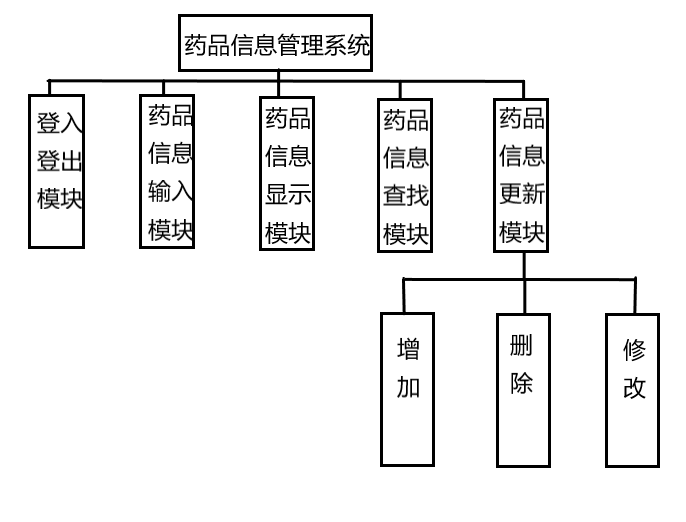 药品信息管理系统
登入
登出
模块
药品
信息
输入
模块
药品
信息
显示
模块
药品
信息
查找
模块
药品
信息
更新
模块
增
加
删
除
修
改